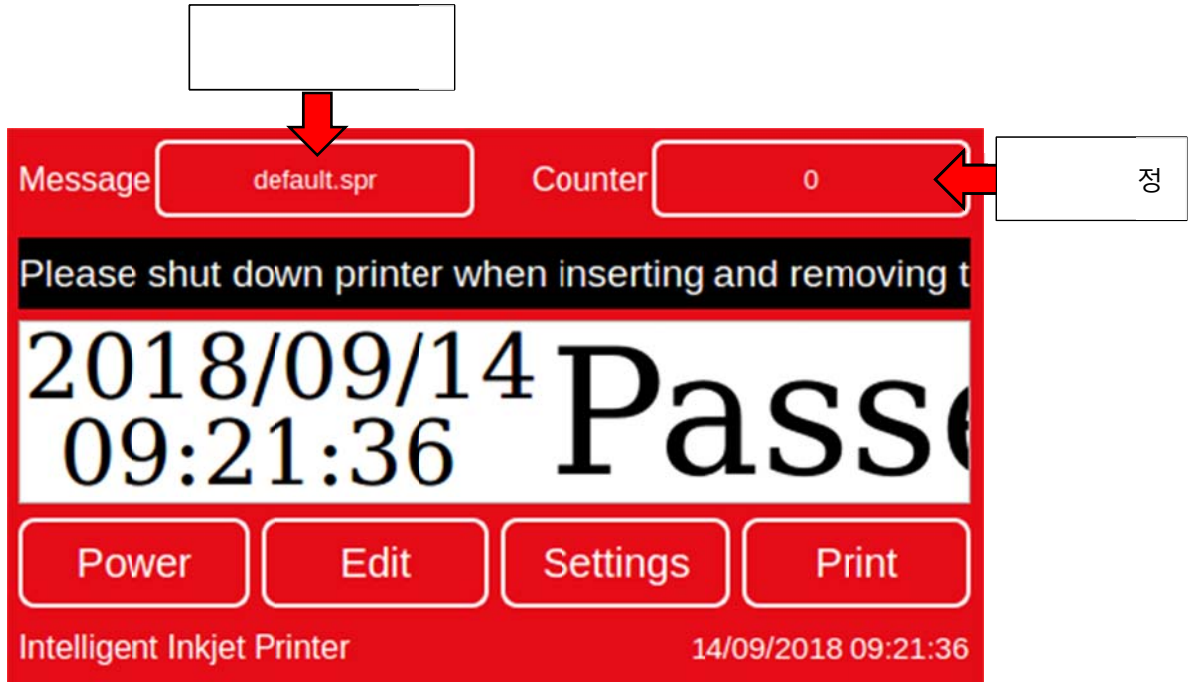 Message default.spr Counter 0
정
Please shut down printer when inserting and removing t
2018/09/14
09:21:36
Passe
Power Edit Settings Print
Intelligent Inkjet Printer 14/09/2018 09:21:36